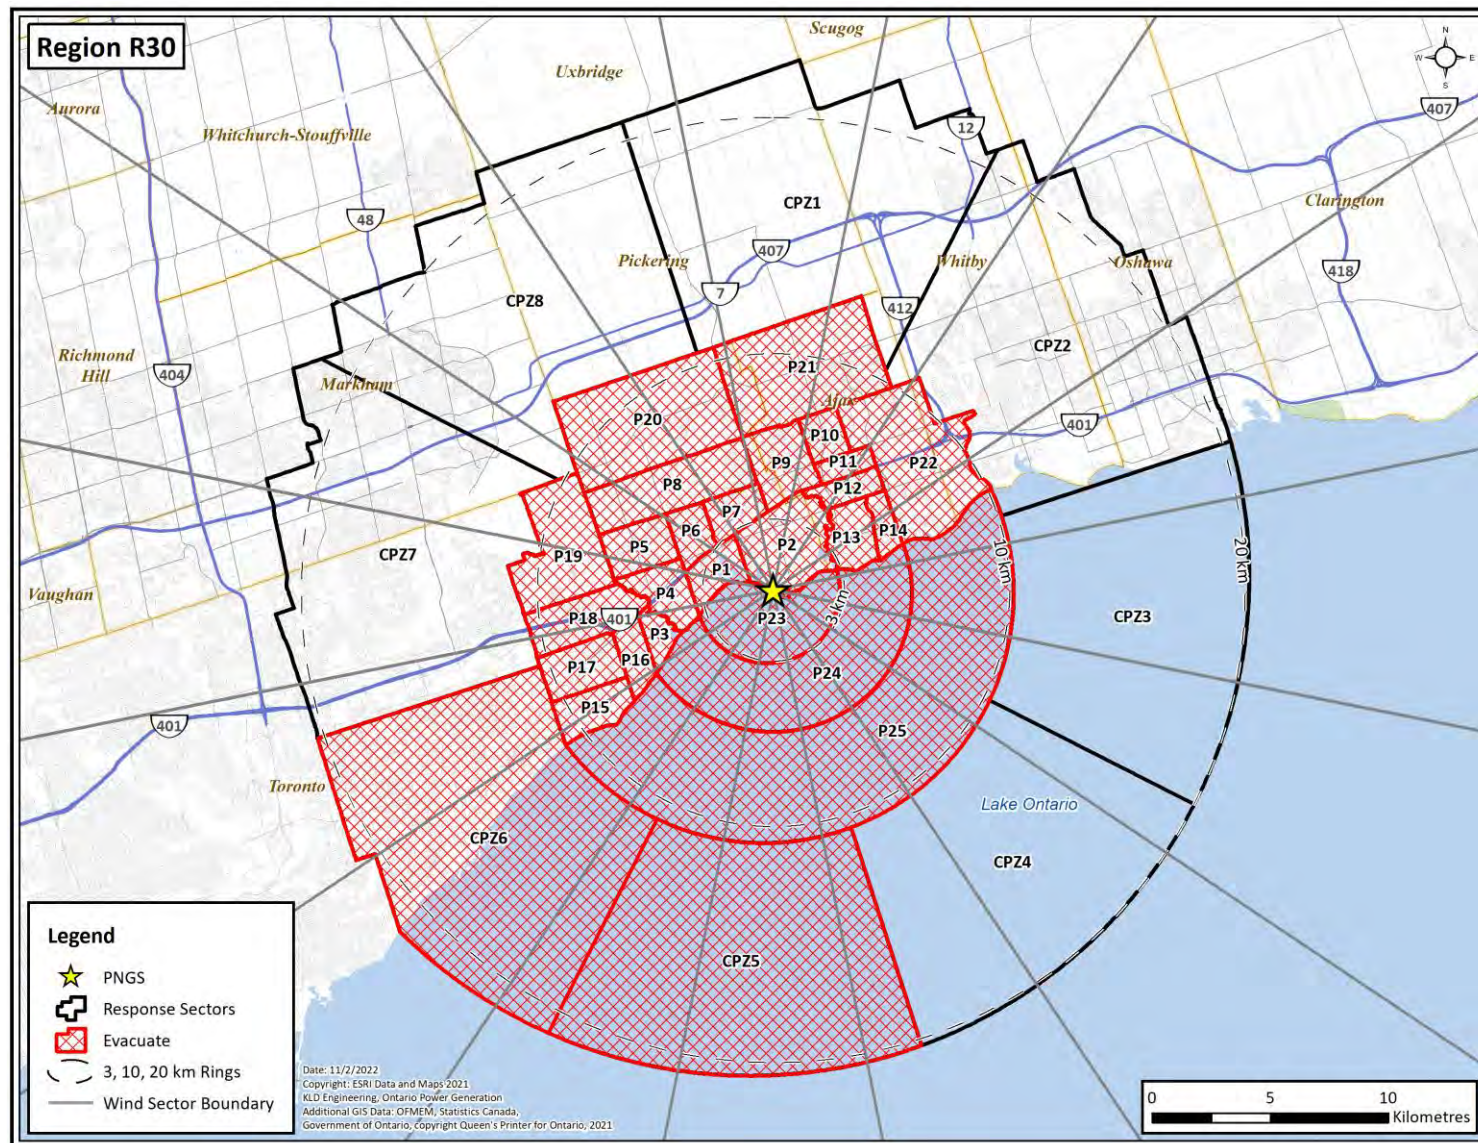 Region R30
Scugog
Uxbridge
N
W
E
S
Aurora
Whitchurch-Stouffville
12
407
48
CPZ1
Clarington
Pickering
407
Whitby
Oshawa
418
7
CPZ8
412
Richmond
Hill
404
Markham
CPZ2
P21
Ajax
P20
401
P10
P9
P11
P22
P8
P12
P7
P6
P5
P2
P13
P14
CPZ7
P19
P1
10 km
20 km
Vaughan
P4
P18
401
P23
3 km
CPZ3
P3
P16
P17
P24
P15
401
P25
Toronto
Lake Ontario
CPZ6
CPZ4
CPZ5
Legend
PNGS
Response Sectors
Evacuate
3, 10, 20 km Rings
Wind Sector Boundary
Date: 11/2/2022
Copyright: ESRI Data and Maps 2021
KLD Engineering, Ontario Power Generation
Additional GIS Data: OFMEM, Statistics Canada,
Government of Ontario, copyright Queen's Printer for Ontario, 2021
0 5 10
Kilometres